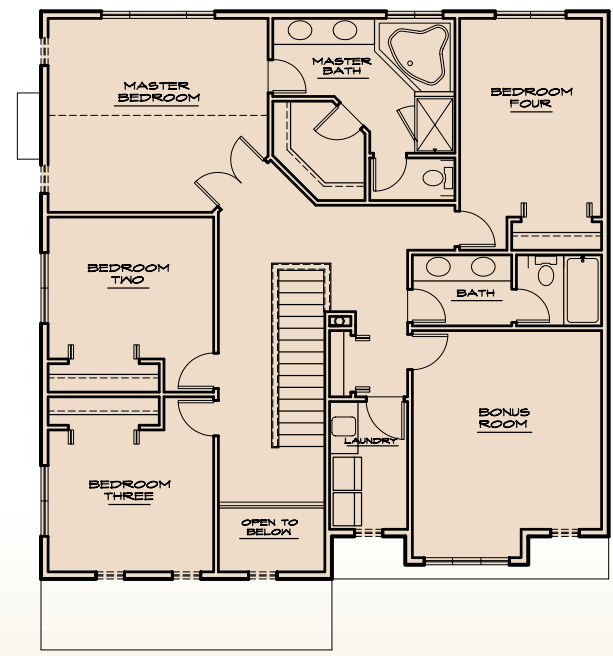 MASTER
BEDROOM
MASTER
BATH
BEDROOM
FOUR
BEDROOM
TWO
BATH
BONUS
ROOM
LAUNDRY
BEDROOM
THREE
OPEN TO
BELOW